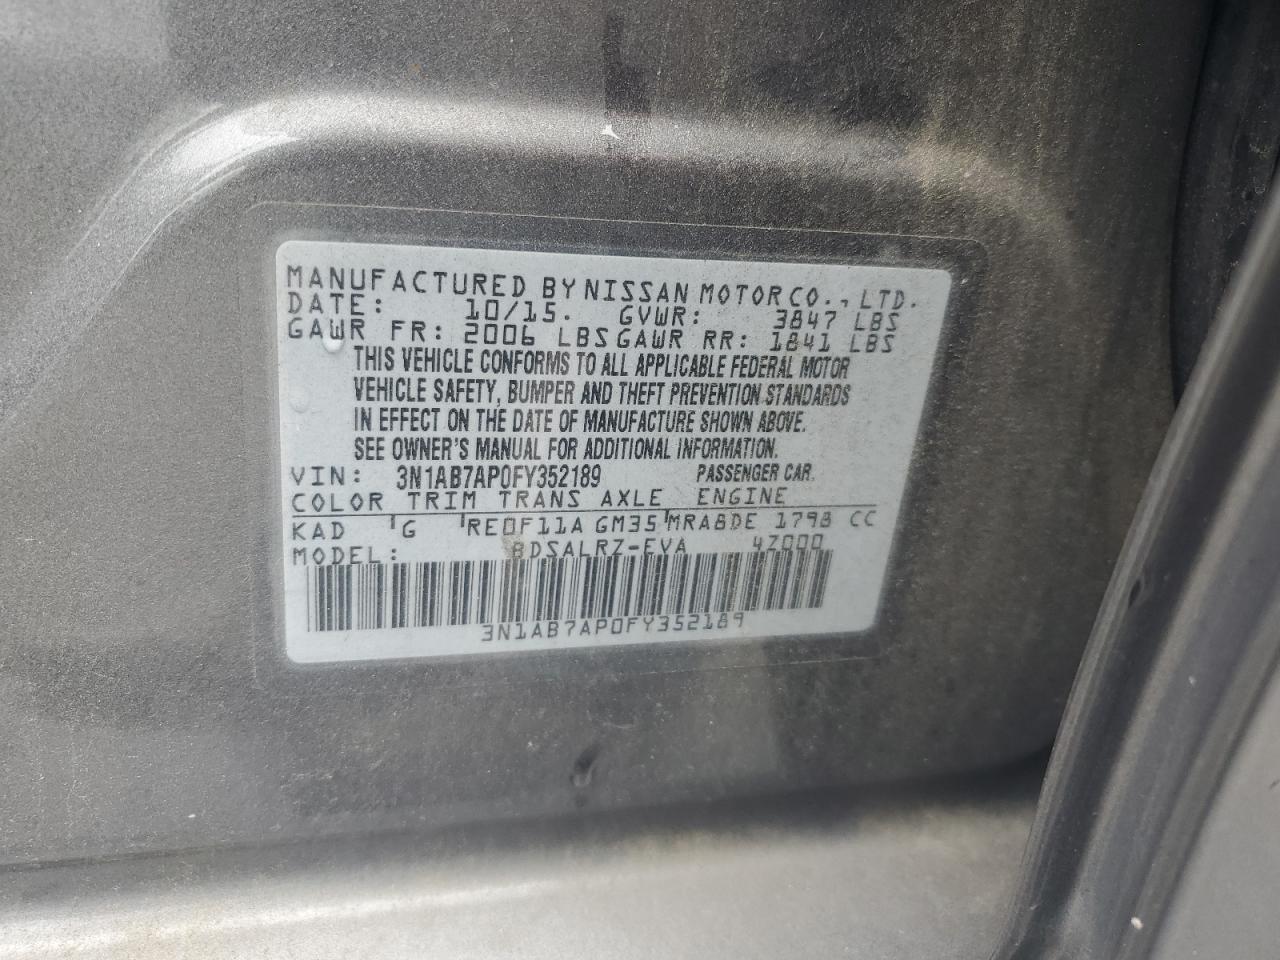 MANUFACTURED BY NISSAN MOTOR CO., LTD.
DATE: 10/15. GVWR: 3847 LBS
GAWR FR: 2006 LBS GAWR RR: 1841 LBS
THIS VEHICLE CONFORMS TO ALL APPLICABLE FEDERAL MOTOR
VEHICLE SAFETY, BUMPER AND THEFT PREVENTION STANDARDS
IN EFFECT ON THE DATE OF MANUFACTURE SHOWN ABOVE.
SEE OWNER'S MANUAL FOR ADDITIONAL INFORMATION.
VIN: 3N1AB7AP0FY352189 PASSENGER CAR.
COLOR TRIM TRANS AXLE ENGINE
KAD G RE0F11A GM35 MRA8DE 1798 CC
MODEL: BDSALRZ-EVA 47000
3N1AB7AP0FY352189